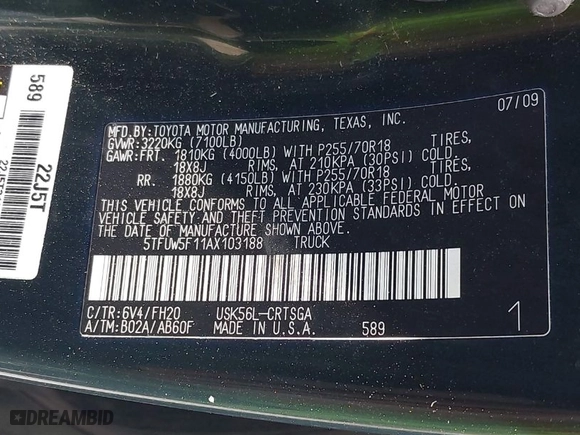 589
22J5T
07/09
MFD.BY:TOYOTA MOTOR MANUFACTURING, TEXAS, INC.
GVWR:3220KG (7100LB)
GAWR:FRT. 1810KG (4000LB) WITH P255/70R18 TIRES,
18X8J RIMS, AT 210KPA (30PSI) COLD.
RR. 1880KG (4150LB) WITH P255/70R18 TIRES,
18X8J RIMS, AT 230KPA (33PSI) COLD.
THIS VEHICLE CONFORMS TO ALL APPLICABLE FEDERAL MOTOR
VEHICLE SAFETY AND THEFT PREVENTION STANDARDS IN EFFECT ON
THE DATE OF MANUFACTURE SHOWN ABOVE.
5TFUW5F11AX103188 TRUCK
C/TR:6V4/FH20 USK56L-CRTSGA
A/TM:B02A/AB60F MADE IN U.S.A. 589 1
DREAMBID